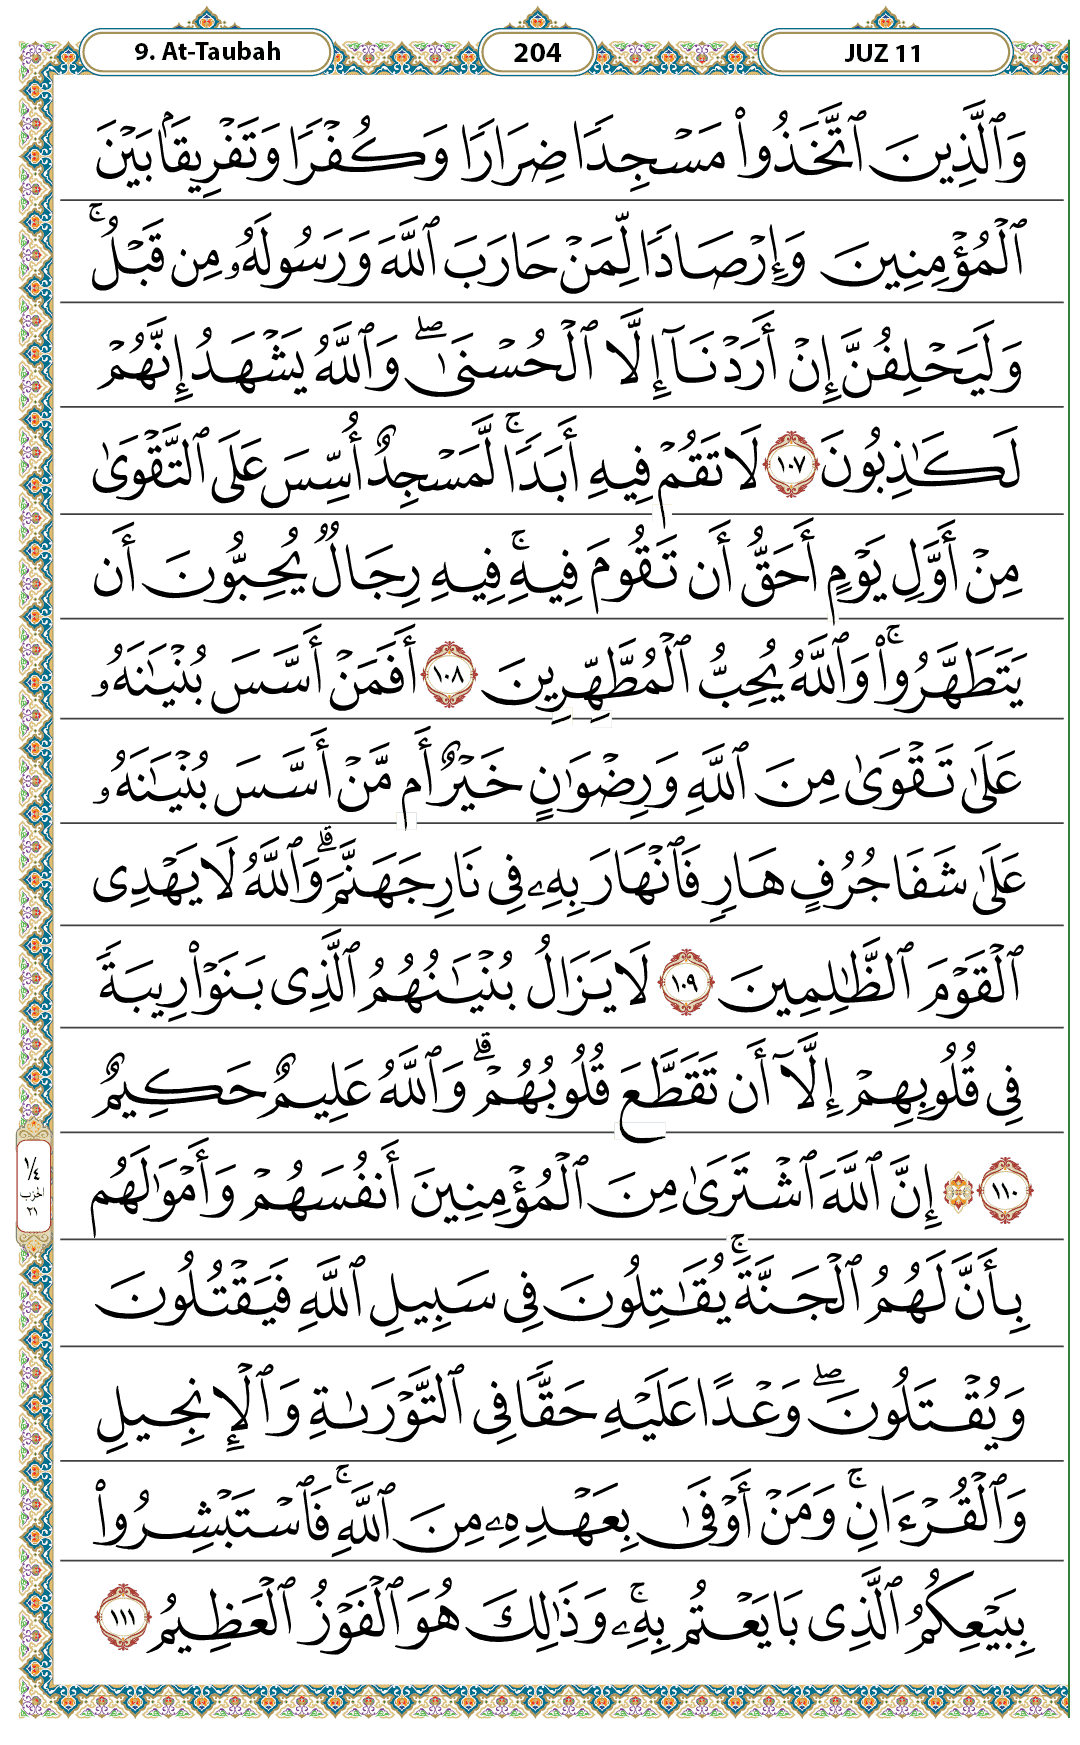 9. At-Taubah
204
JUZ 11
وَٱلَّذِينَ ٱتَّخَذُوا۟ مَسْجِدًا ضِرَارًا وَكُفْرًا وَتَفْرِيقًۢا بَيْنَ
ٱلْمُؤْمِنِينَ وَإِرْصَادًا لِّمَنْ حَارَبَ ٱللَّهَ وَرَسُولَهُۥ مِن قَبْلُ ۚ
وَلَيَحْلِفُنَّ إِنْ أَرَدْنَآ إِلَّا ٱلْحُسْنَىٰ ۖ وَٱللَّهُ يَشْهَدُ إِنَّهُمْ
لَكَـٰذِبُونَ ١٠٧ لَا تَقُمْ فِيهِ أَبَدًا ۚ لَّمَسْجِدٌ أُسِّسَ عَلَى ٱلتَّقْوَىٰ
مِنْ أَوَّلِ يَوْمٍ أَحَقُّ أَن تَقُومَ فِيهِ ۚ فِيهِ رِجَالٌ يُحِبُّونَ أَن
يَتَطَهَّرُوا۟ ۚ وَٱللَّهُ يُحِبُّ ٱلْمُطَّهِّرِينَ ١٠٨ أَفَمَنْ أَسَّسَ بُنْيَـٰنَهُۥ
عَلَىٰ تَقْوَىٰ مِنَ ٱللَّهِ وَرِضْوَٰنٍ خَيْرٌ أَم مَّنْ أَسَّسَ بُنْيَـٰنَهُۥ
عَلَىٰ شَفَا جُرُفٍ هَارٍ فَٱنْهَارَ بِهِۦ فِى نَارِ جَهَنَّمَ ۗ وَٱللَّهُ لَا يَهْدِى
ٱلْقَوْمَ ٱلظَّـٰلِمِينَ ١٠٩ لَا يَزَالُ بُنْيَـٰنُهُمُ ٱلَّذِى بَنَوْا۟ رِيبَةً
فِى قُلُوبِهِمْ إِلَّآ أَن تَقَطَّعَ قُلُوبُهُمْ ۗ وَٱللَّهُ عَلِيمٌ حَكِيمٌ
١١٠ ۞ إِنَّ ٱللَّهَ ٱشْتَرَىٰ مِنَ ٱلْمُؤْمِنِينَ أَنفُسَهُمْ وَأَمْوَٰلَهُم
بِأَنَّ لَهُمُ ٱلْجَنَّةَ ۚ يُقَـٰتِلُونَ فِى سَبِيلِ ٱللَّهِ فَيَقْتُلُونَ
وَيُقْتَلُونَ ۖ وَعْدًا عَلَيْهِ حَقًّا فِى ٱلتَّوْرَىٰةِ وَٱلْإِنجِيلِ
وَٱلْقُرْءَانِ ۚ وَمَنْ أَوْفَىٰ بِعَهْدِهِۦ مِنَ ٱللَّهِ ۚ فَٱسْتَبْشِرُوا۟
بِبَيْعِكُمُ ٱلَّذِى بَايَعْتُم بِهِۦ ۚ وَذَٰلِكَ هُوَ ٱلْفَوْزُ ٱلْعَظِيمُ ١١١
١/٤
الحزب
٢١